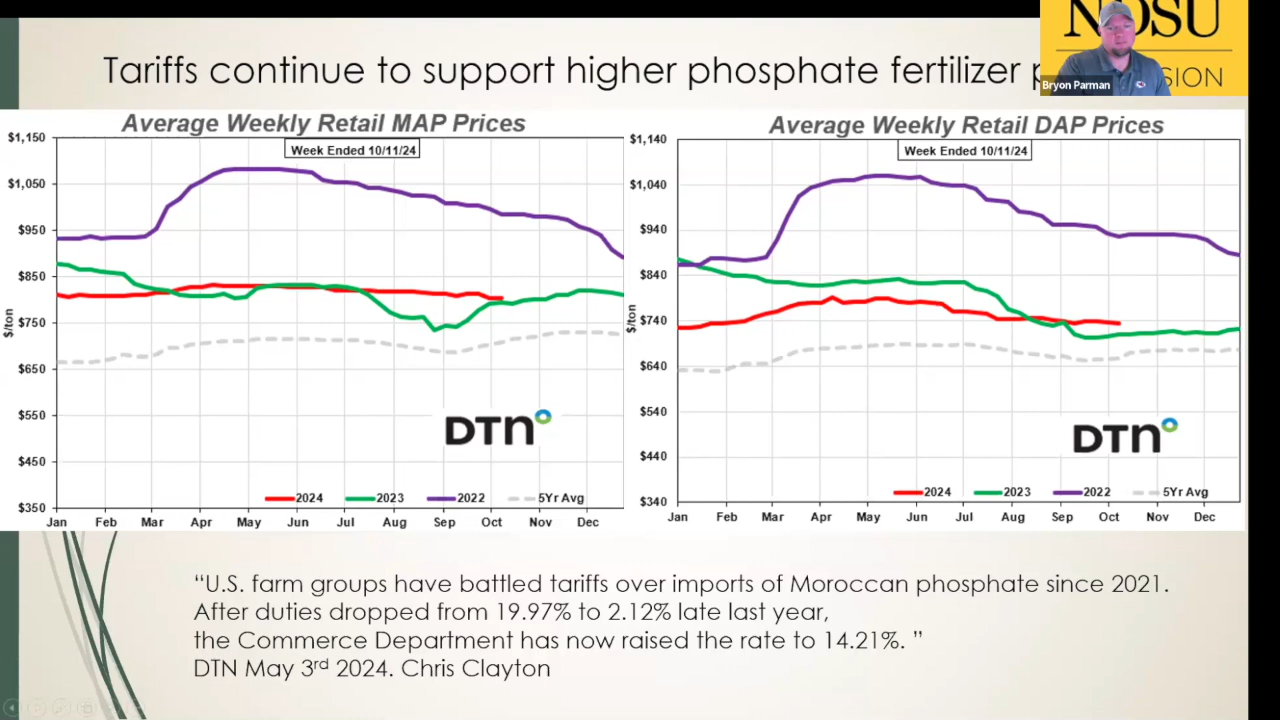 NDSU
Tariffs continue to support higher phosphate fertilizer
SION
Bryon Parman
Average Weekly Retail MAP Prices
Week Ended 10/11/24
$1,150
$1,050
$950
$850
$750
$650
$550
$450
$350
$/ton
DTN
2024 2023 2022 5Yr Avg
Jan Feb Mar Apr May Jun Jul Aug Sep Oct Nov Dec
Average Weekly Retail DAP Prices
Week Ended 10/11/24
$1,140
$1,040
$940
$840
$740
$640
$540
$440
$340
$/ton
DTN
2024 2023 2022 5Yr Avg
Jan Feb Mar Apr May Jun Jul Aug Sep Oct Nov Dec
“U.S. farm groups have battled tariffs over imports of Moroccan phosphate since 2021.
After duties dropped from 19.97% to 2.12% late last year,
the Commerce Department has now raised the rate to 14.21%. ”
DTN May 3rd 2024. Chris Clayton